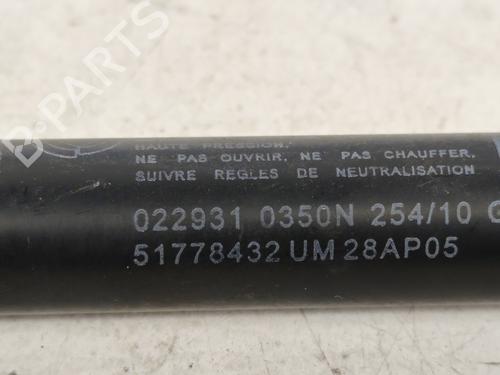 HAUTE PRESSION.
NE PAS OUVRIR, NE PAS CHAUFFER,
SUIVRE REGLES DE NEUTRALISATION
022931 0350N 254/10
51778432 UM 28AP05